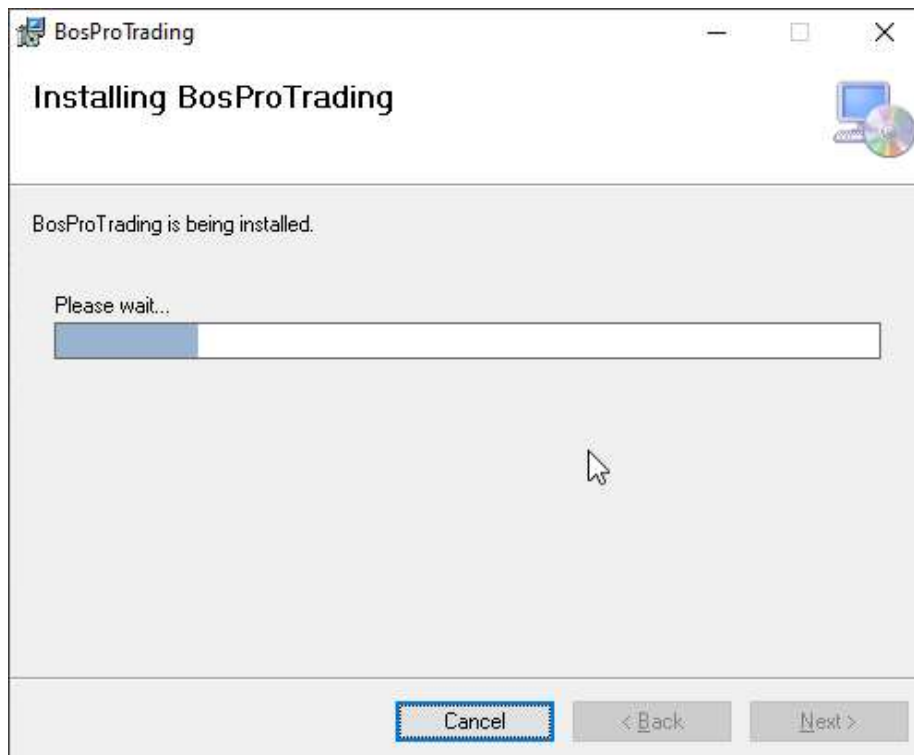 BosProTrading
Installing BosProTrading
BosProTrading is being installed.
Please wait...
Cancel
< Back
Next >